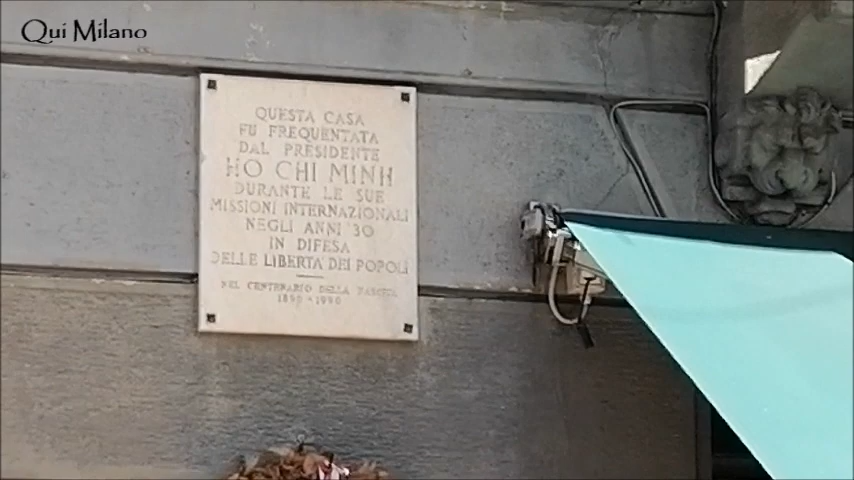 Qui Milano
QUESTA CASA
FU FREQUENTATA
DAL PRESIDENTE
HO CHI MINH
DURANTE LE SUE
MISSIONI INTERNAZIONALI
NEGLI ANNI '30
IN DIFESA
DELLE LIBERTA' DEI POPOLI
NEL CENTENARIO DELLA NASCITA
1890 - 1990